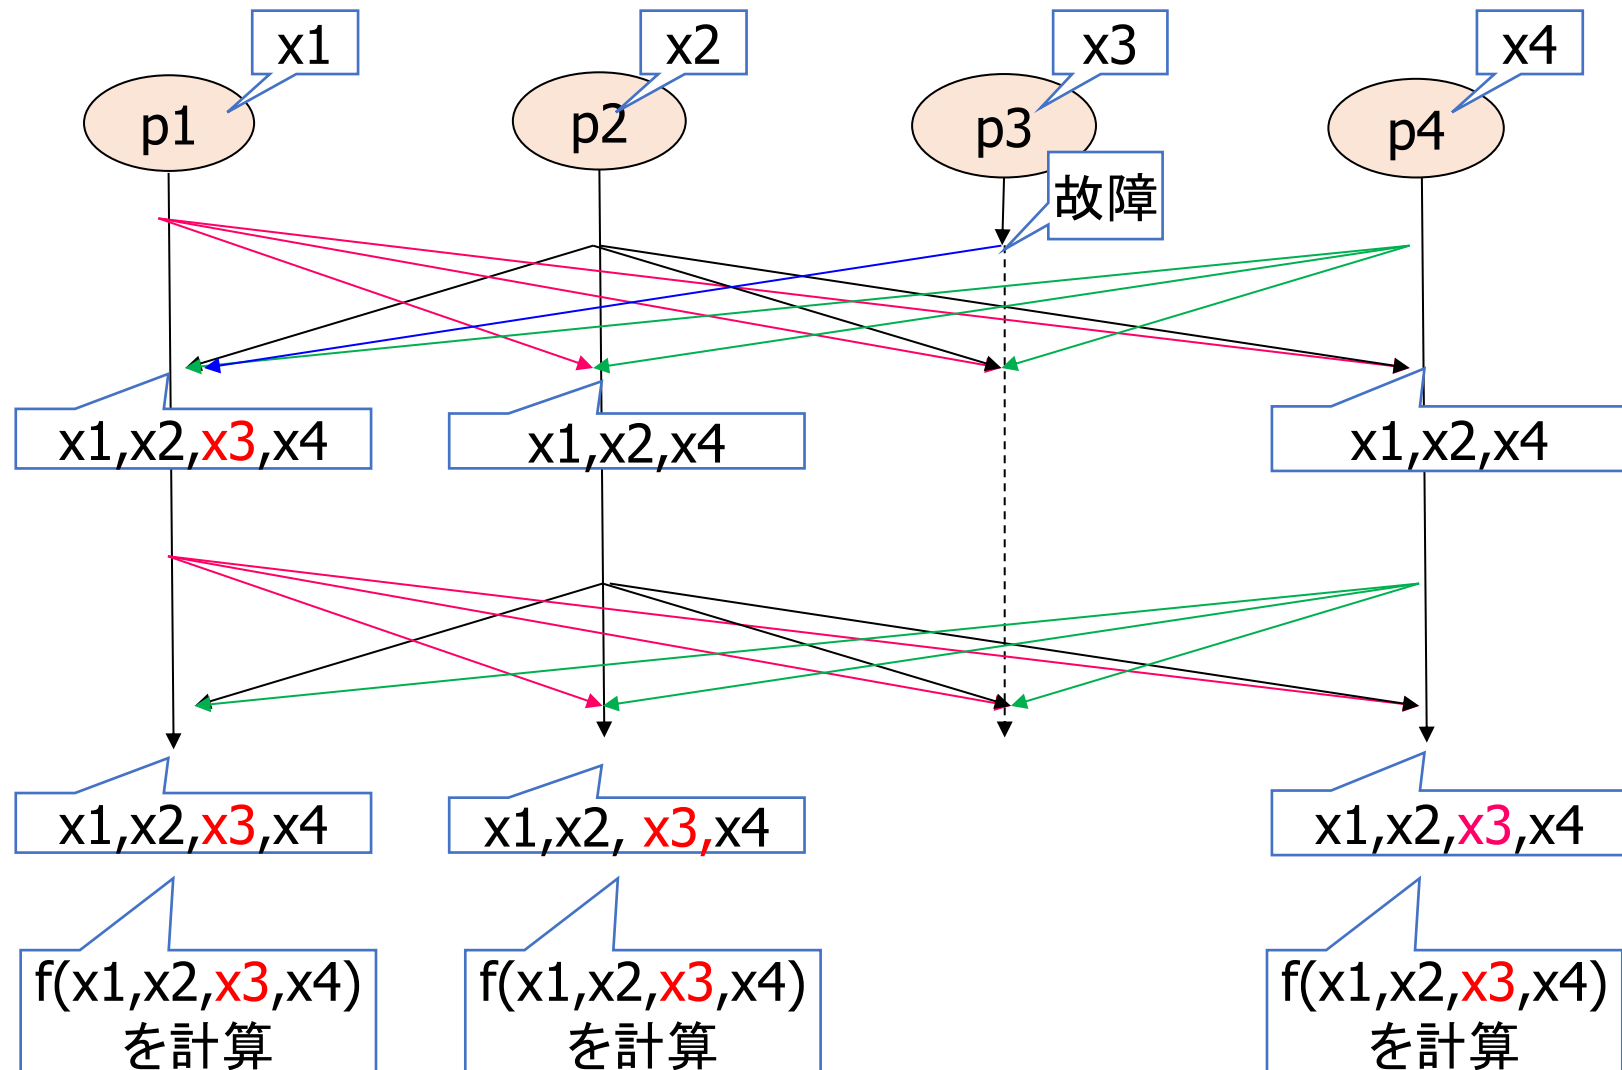 x1
x2
x3
x4
p1
p2
p3
p4
故障
x1,x2,x3,x4
x1,x2,x4
x1,x2,x4
x1,x2,x3,x4
x1,x2, x3,x4
x1,x2,x3,x4
f(x1,x2,x3,x4)
を計算
f(x1,x2,x3,x4)
を計算
f(x1,x2,x3,x4)
を計算